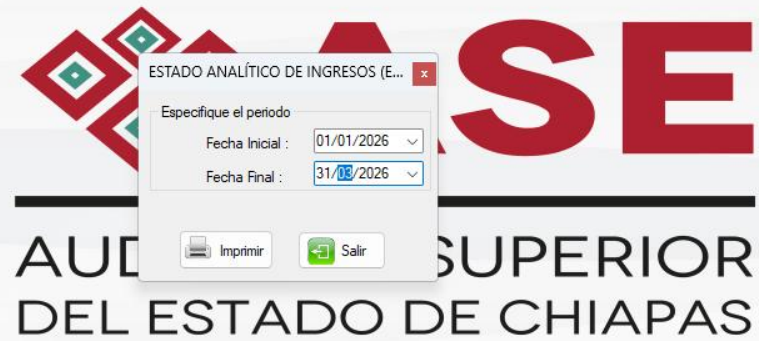 ASE
ESTADO ANALÍTICO DE INGRESOS (E...
x
Especifique el periodo
Fecha Inicial :
01/01/2026
Fecha Final :
31/03/2026
Imprimir
Salir
AUD
SUPERIOR
DEL ESTADO DE CHIAPAS